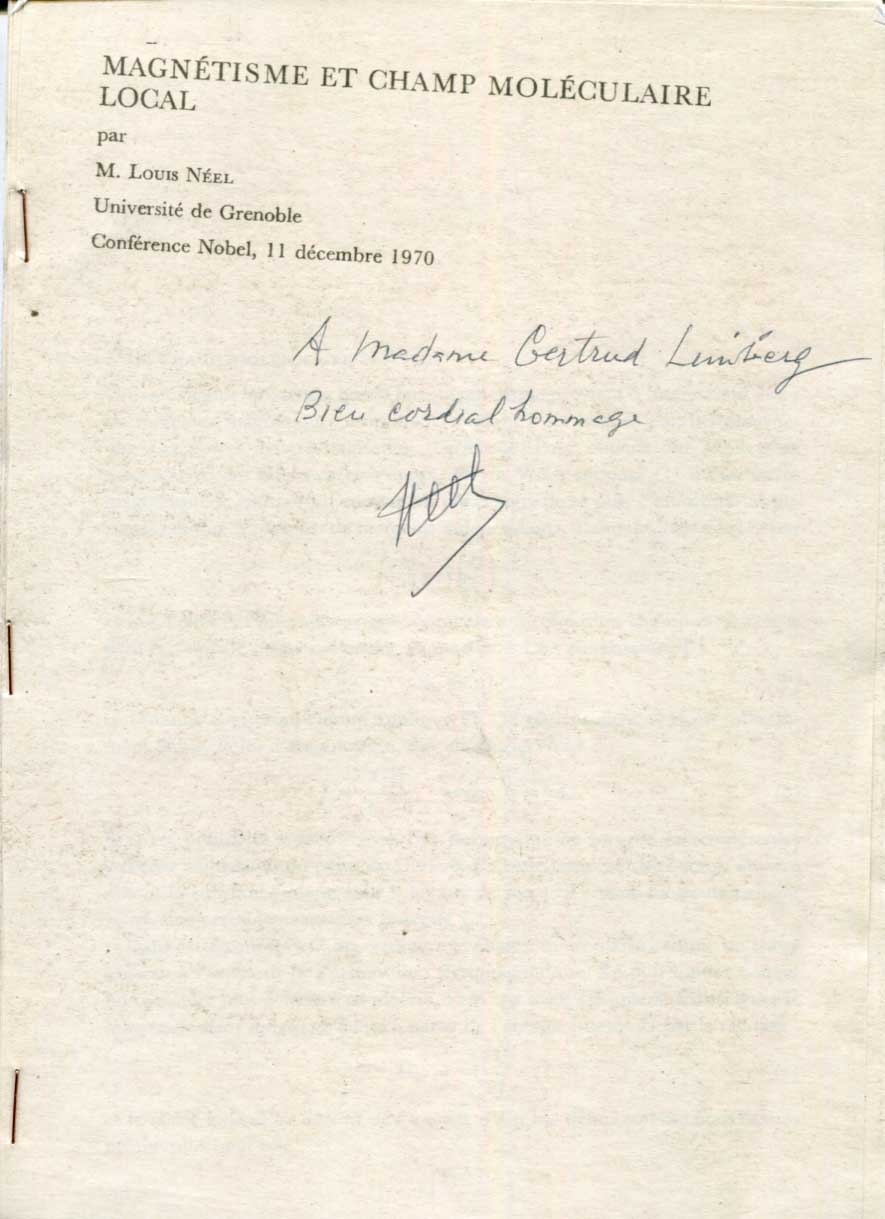 MAGNÉTISME ET CHAMP MOLÉCULAIRE
LOCAL
par
M. Louis Néel
Université de Grenoble
Conférence Nobel, 11 décembre 1970
A Madame Gertrud
Bien cordial hommage
Néel